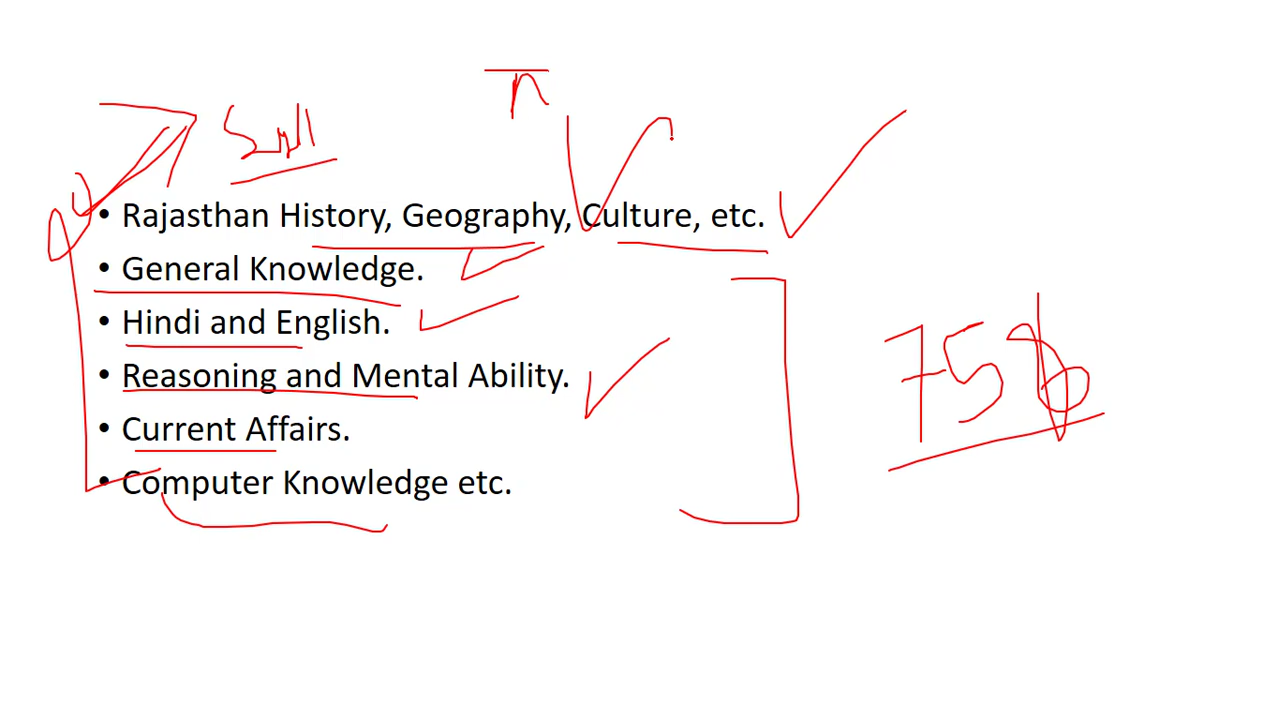 • Rajasthan History, Geography, Culture, etc.
• General Knowledge.
• Hindi and English.
• Reasoning and Mental Ability.
• Current Affairs.
• Computer Knowledge etc.